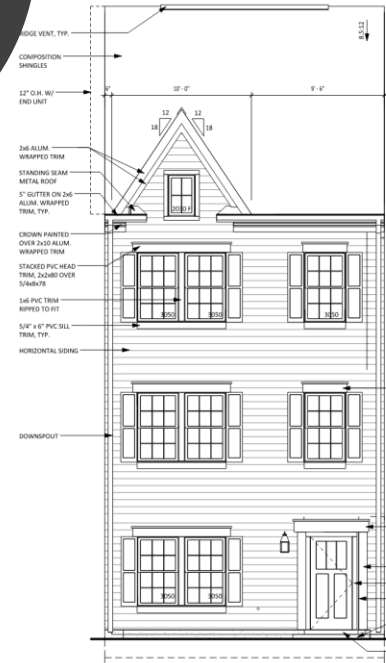 RIDGE VENT, TYP.
8.5:12
COMPOSITION
SHINGLES
12" O.H. W/
END UNIT
6"
10' - 0"
9' - 6"
12
12
18
18
2x6 ALUM.
WRAPPED TRIM
STANDING SEAM
METAL ROOF
5" GUTTER ON 2x6
ALUM. WRAPPED
TRIM, TYP.
2020 F
CROWN PAINTED
OVER 2x10 ALUM.
WRAPPED TRIM
STACKED PVC HEAD
TRIM, 2x2x80 OVER
5/4x8x78
1x6 PVC TRIM
RIPPED TO FIT
3050
3050
3050
5/4" x 6" PVC SILL
TRIM, TYP.
HORIZONTAL SIDING
DOWNSPOUT
3050
3050